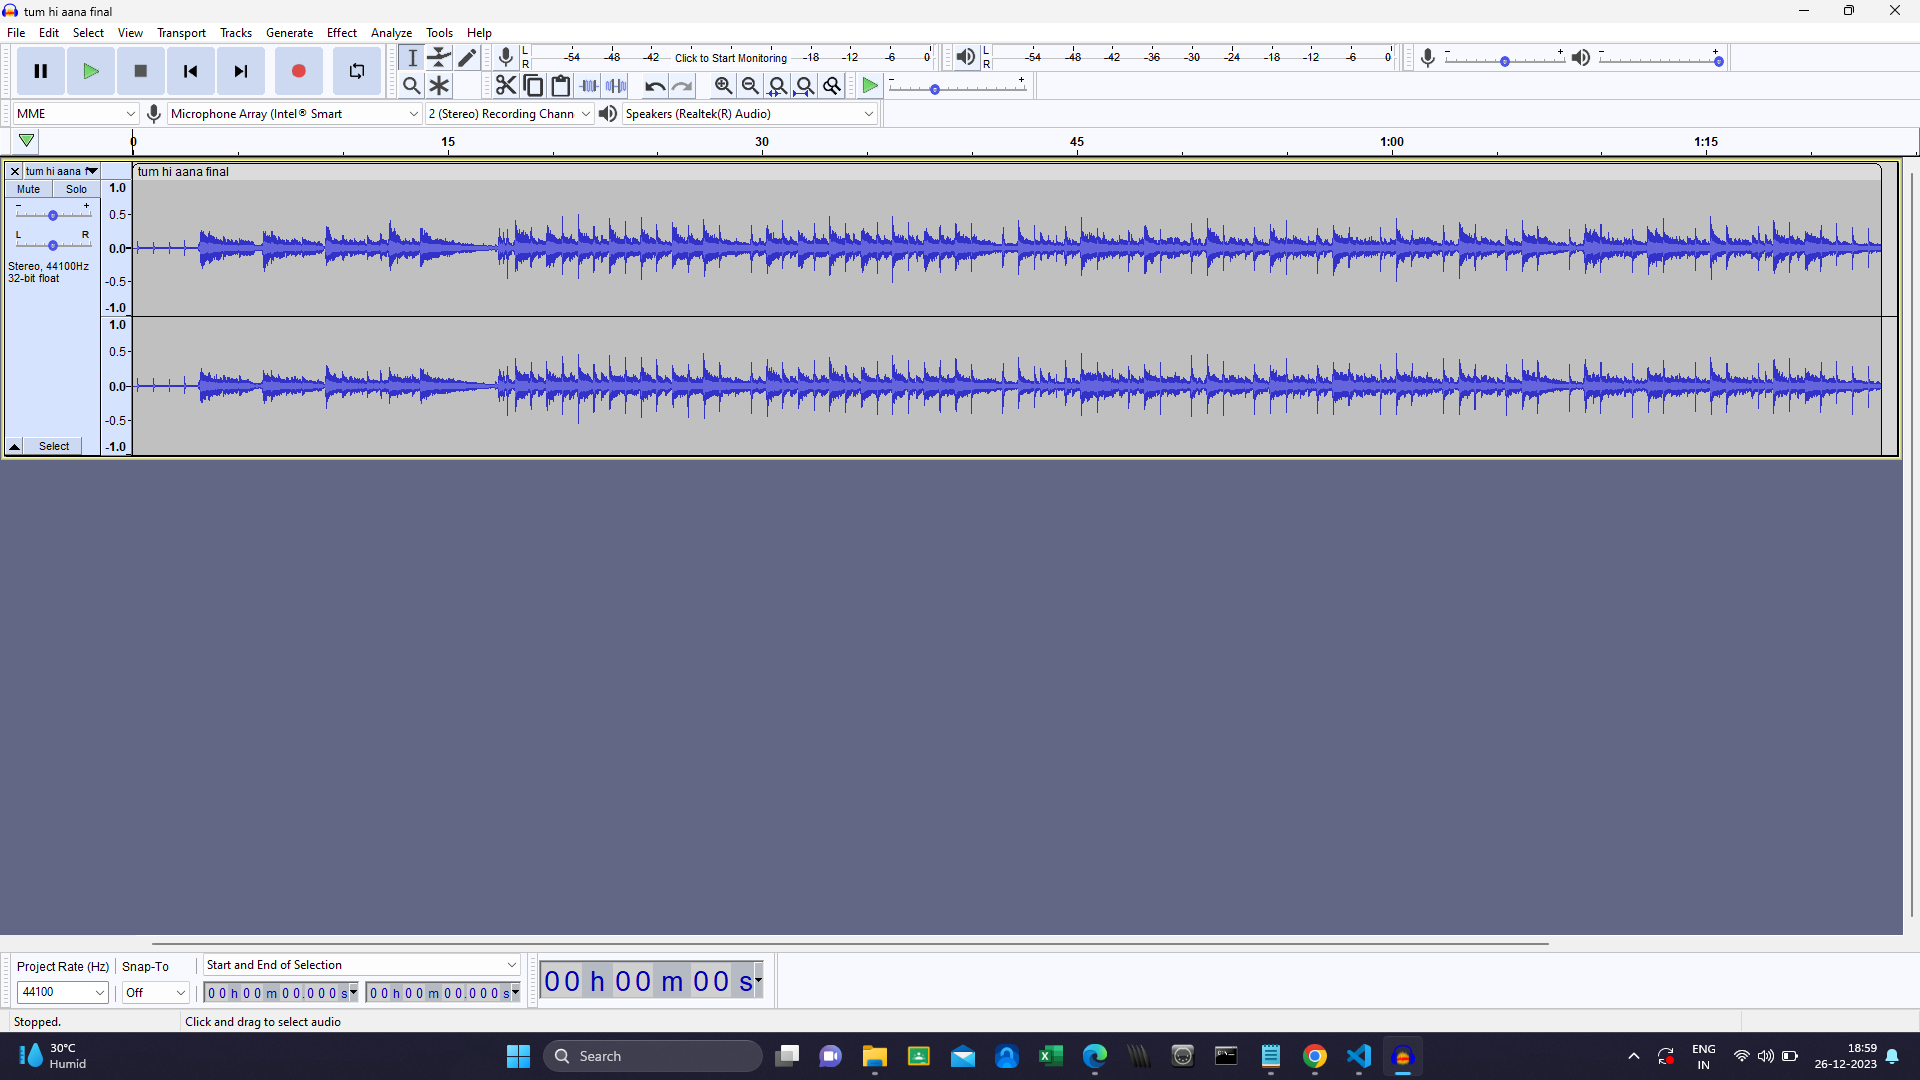 tum hi aana final
File Edit Select View Transport Tracks Generate Effect Analyze Tools Help
L R -54 -48 -42 Click to Start Monitoring -18 -12 -6 0
L R -54 -48 -42 -36 -30 -24 -18 -12 -6 0
- +
- +
- +
MME Microphone Array (Intel® Smart 2 (Stereo) Recording Chann Speakers (Realtek(R) Audio)
0 15 30 45 1:00 1:15
tum hi aana f
tum hi aana final
Mute Solo
- +
L R
Stereo, 44100Hz
32-bit float
Select
1.0
0.5
0.0
-0.5
-1.0
1.0
0.5
0.0
-0.5
-1.0
Project Rate (Hz) Snap-To Start and End of Selection
44100 Off 00 h 00 m 00.000 s 00 h 00 m 00.000 s
00 h 00 m 00 s
Stopped. Click and drag to select audio
30°C
Humid
Search
ENG
IN
18:59
26-12-2023